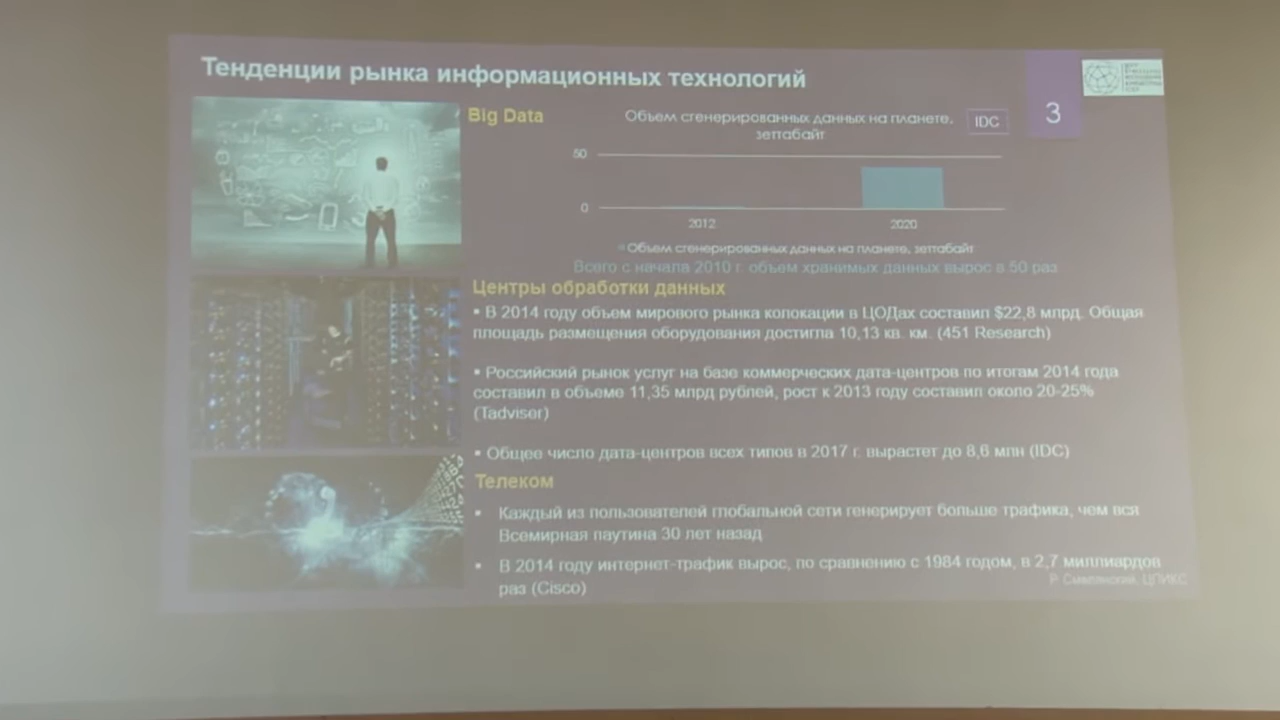 Тенденции рынка информационных технологий
3
Big Data
Объем сгенерированных данных на планете,
зеттабайт
IDC
50
0
2012
2020
Объем сгенерированных данных на планете, зеттабайт
Всего с начала 2010 г. объем хранимых данных вырос в 50 раз
Центры обработки данных
▪ В 2014 году объем мирового рынка колокации в ЦОДах составил $22,8 млрд. Общая
площадь размещения оборудования достигла 10,13 кв. км. (451 Research)
▪ Российский рынок услуг на базе коммерческих дата-центров по итогам 2014 года
составил в объеме 11,35 млрд рублей, рост к 2013 году составил около 20-25%
(Tadviser)
▪ Общее число дата-центров всех типов в 2017 г. вырастет до 8,6 млн (IDC)
Телеком
▪ Каждый из пользователей глобальной сети генерирует больше трафика, чем вся
Всемирная паутина 30 лет назад
▪ В 2014 году интернет-трафик вырос, по сравнению с 1984 годом, в 2,7 миллиардов
раз (Cisco)
Р. Смелянский, ЦПИКС